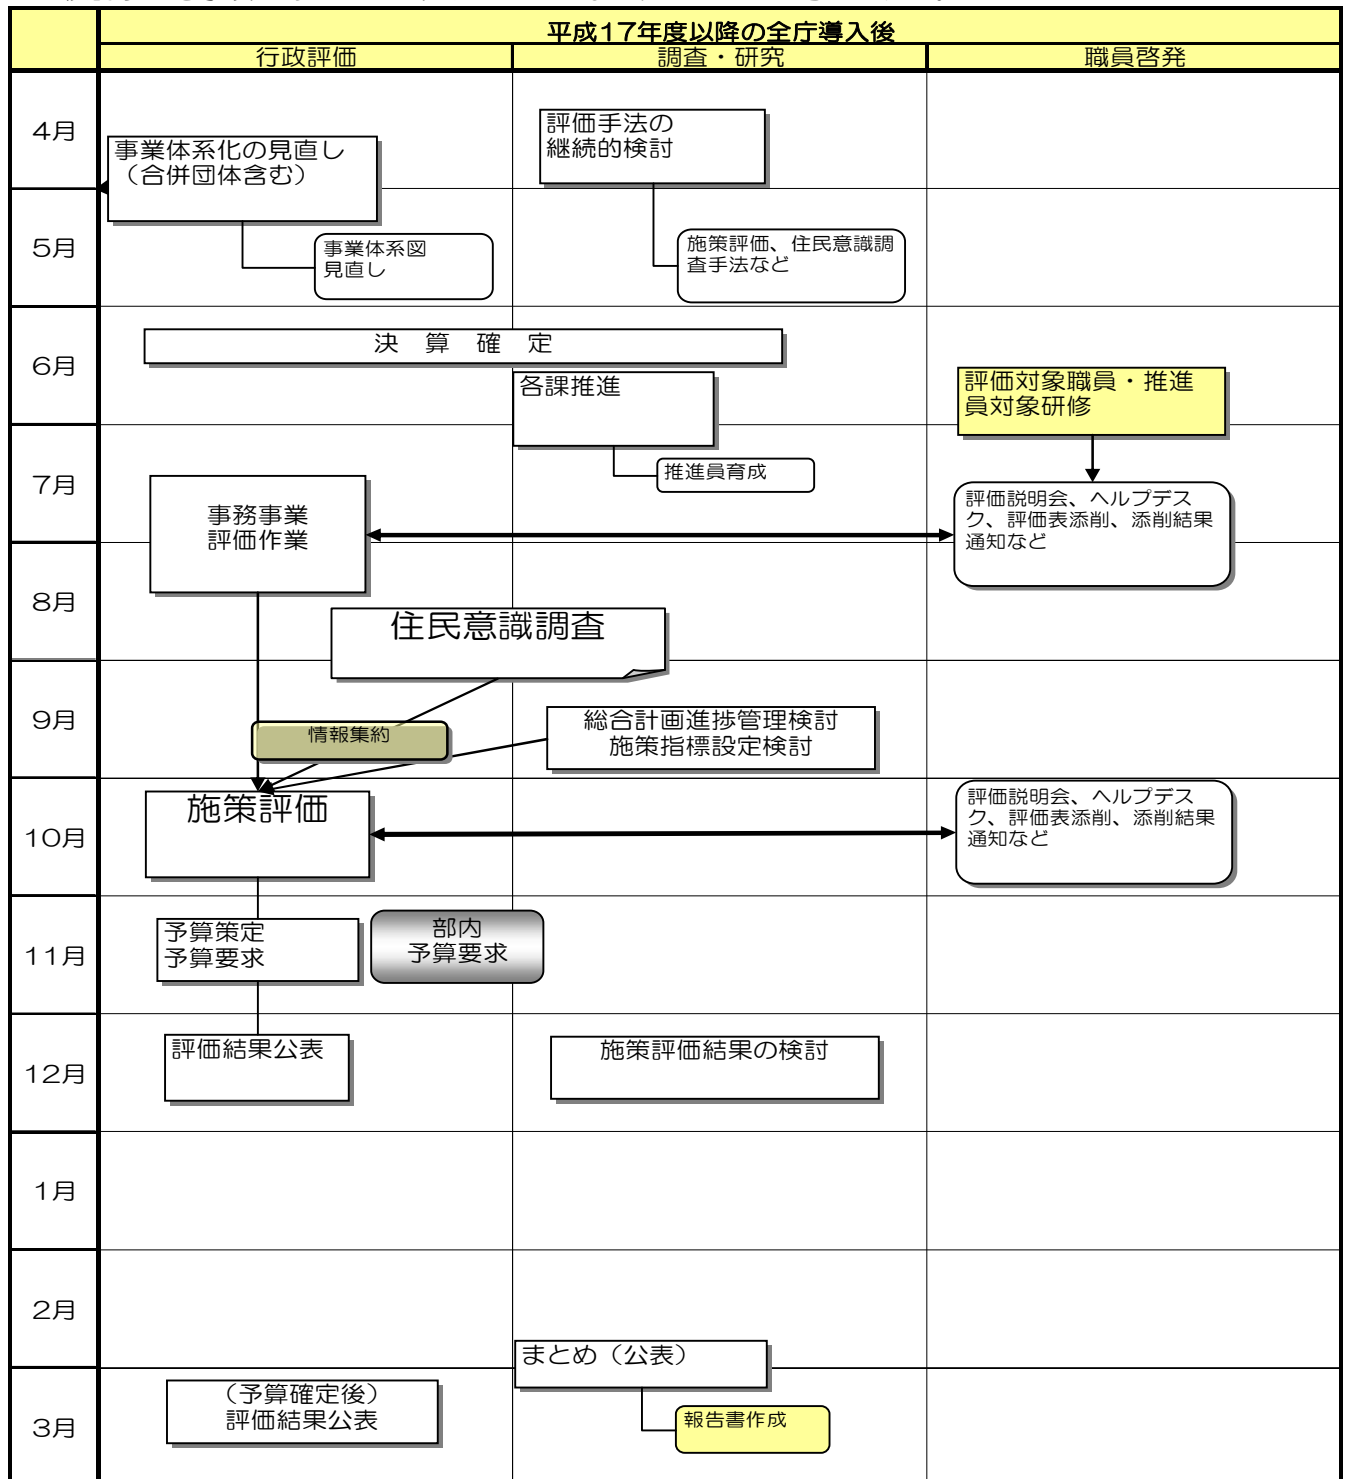 平成17年度以降の全庁導入後
行政評価
調査・研究
職員啓発
4月
事業体系化の見直し
(合併団体含む)
評価手法の
継続的検討
5月
事業体系図
見直し
施策評価、住民意識調
査手法など
6月
決 算 確 定
各課推進
評価対象職員・推進
員対象研修
7月
推進員育成
事務事業
評価作業
評価説明会、ヘルプデス
ク、評価表添削、添削結果
通知など
8月
住民意識調査
9月
情報集約
総合計画進捗管理検討
施策指標設定検討
10月
施策評価
評価説明会、ヘルプデス
ク、評価表添削、添削結果
通知など
11月
予算策定
予算要求
部内
予算要求
12月
評価結果公表
施策評価結果の検討
1月
2月
まとめ(公表)
3月
(予算確定後)
評価結果公表
報告書作成